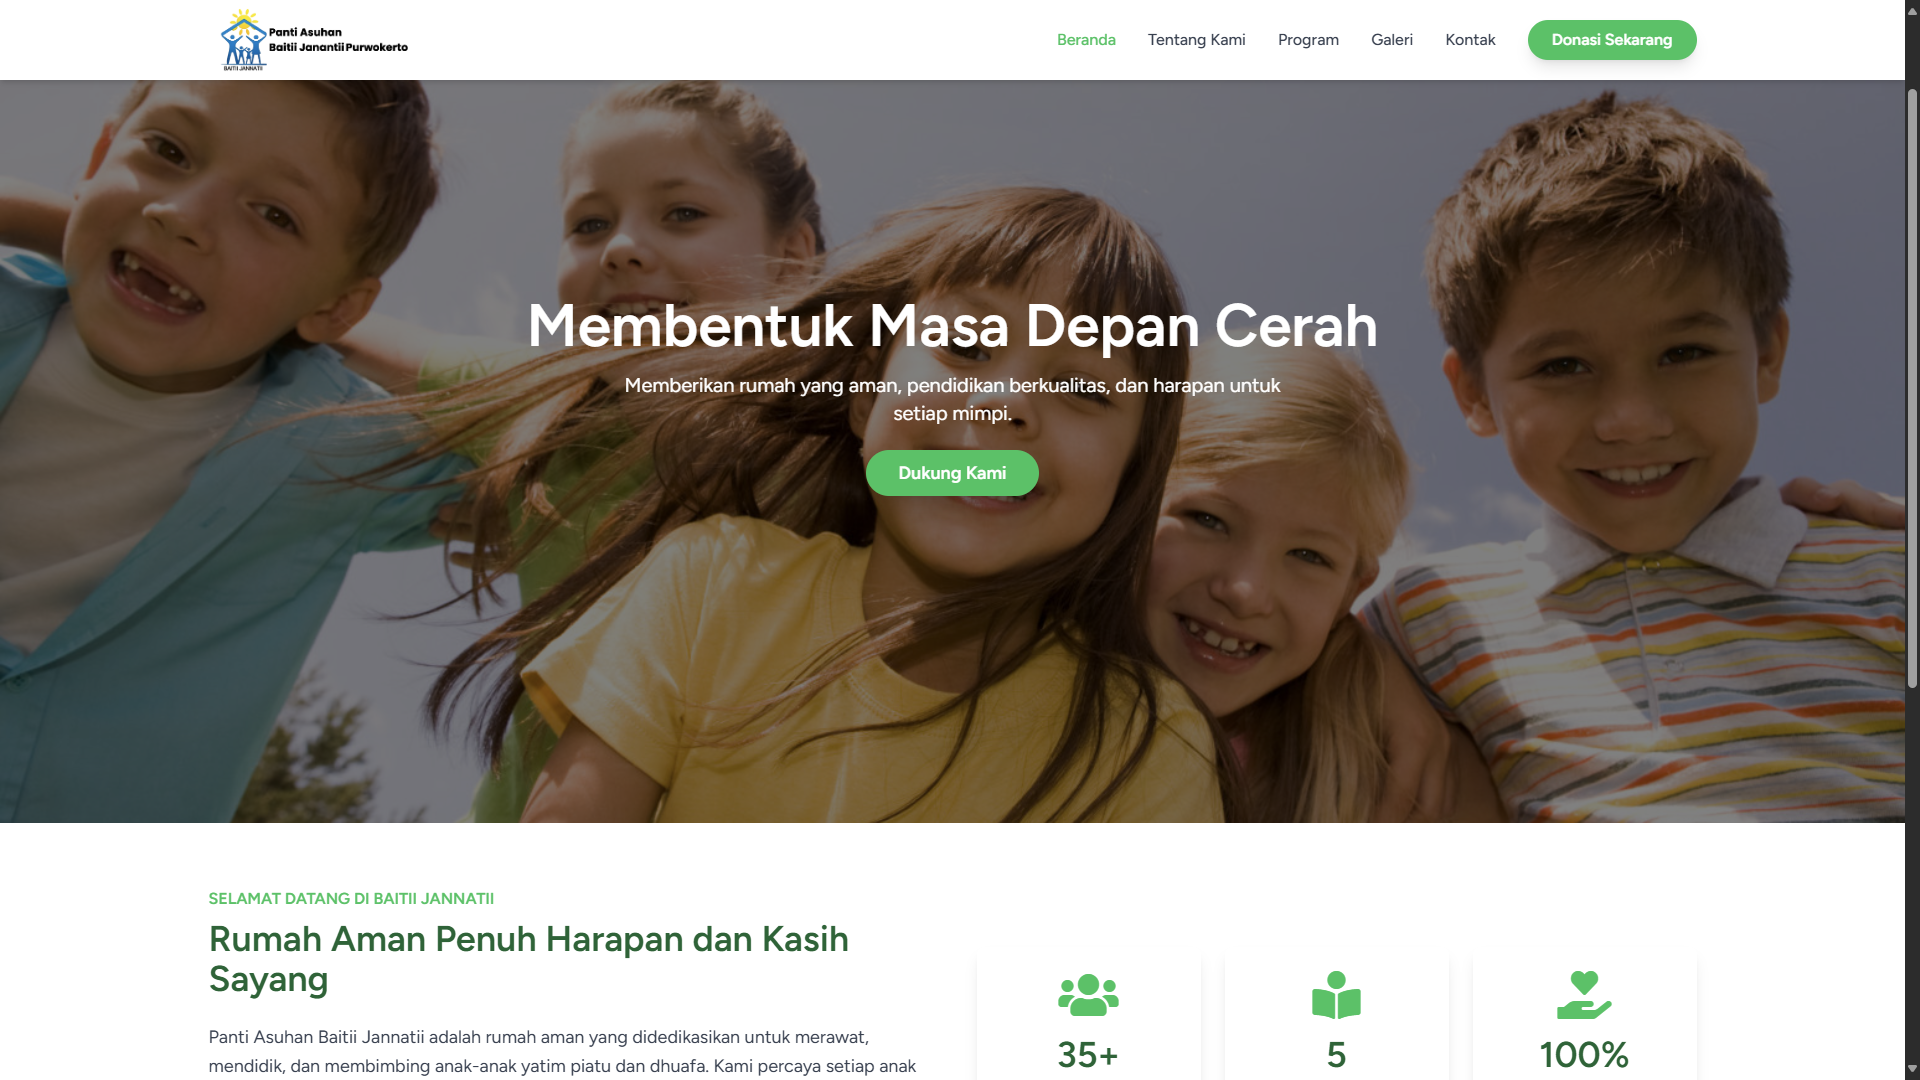 Panti Asuhan
Baitii Janantii Purwokerto
BAITII JANNATII
Beranda
Tentang Kami
Program
Galeri
Kontak
Donasi Sekarang
Membentuk Masa Depan Cerah
Memberikan rumah yang aman, pendidikan berkualitas, dan harapan untuk
setiap mimpi.
Dukung Kami
SELAMAT DATANG DI BAITII JANNATII
Rumah Aman Penuh Harapan dan Kasih
Sayang
Panti Asuhan Baitii Jannatii adalah rumah aman yang didedikasikan untuk merawat,
mendidik, dan membimbing anak-anak yatim piatu dan dhuafa. Kami percaya setiap anak
35+
5
100%